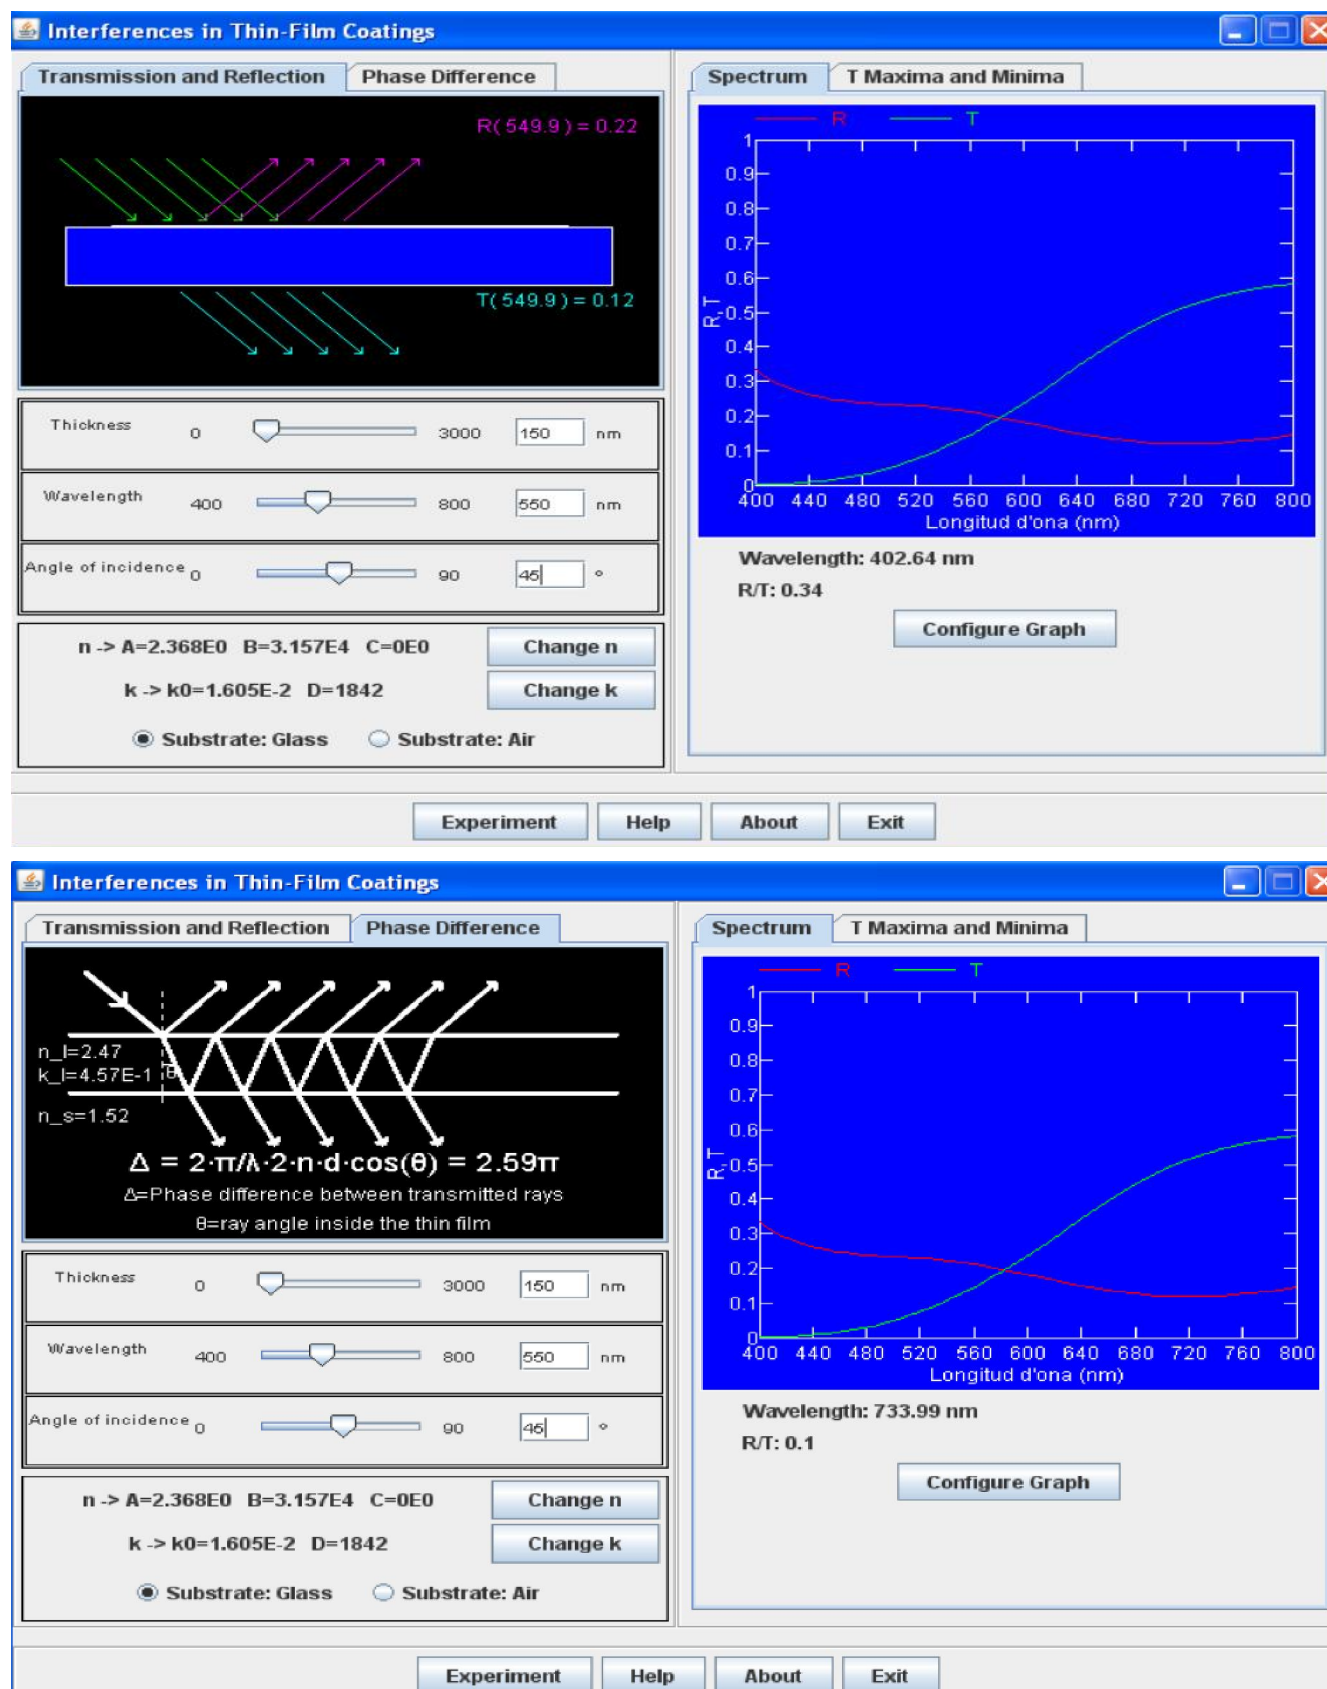 Interferences in Thin-Film Coatings
Transmission and Reflection Phase Difference
R(549.9)=0.22
T(549.9)=0.12
Thickness 0 3000 150 nm
Wavelength 400 800 550 nm
Angle of incidence 0 90 45 °
n -> A=2.368E0 B=3.157E4 C=0E0 Change n
k -> k0=1.605E-2 D=1842 Change k
Substrate: Glass Substrate: Air
Spectrum T Maxima and Minima
R T
1
0.9
0.8
0.7
0.6
0.5
0.4
0.3
0.2
0.1
0
R,T
400 440 480 520 560 600 640 680 720 760 800
Longitud d'ona (nm)
Wavelength: 402.64 nm
R/T: 0.34
Configure Graph
Experiment Help About Exit
Interferences in Thin-Film Coatings
Transmission and Reflection Phase Difference
n_l=2.47
k_l=4.57E-1 θ
n_s=1.52
Δ = 2·π/λ·2·n·d·cos(θ) = 2.59π
Δ=Phase difference between transmitted rays
θ=ray angle inside the thin film
Thickness 0 3000 150 nm
Wavelength 400 800 550 nm
Angle of incidence 0 90 45 °
n -> A=2.368E0 B=3.157E4 C=0E0 Change n
k -> k0=1.605E-2 D=1842 Change k
Substrate: Glass Substrate: Air
Spectrum T Maxima and Minima
R T
1
0.9
0.8
0.7
0.6
0.5
0.4
0.3
0.2
0.1
0
R,T
400 440 480 520 560 600 640 680 720 760 800
Longitud d'ona (nm)
Wavelength: 733.99 nm
R/T: 0.1
Configure Graph
Experiment Help About Exit